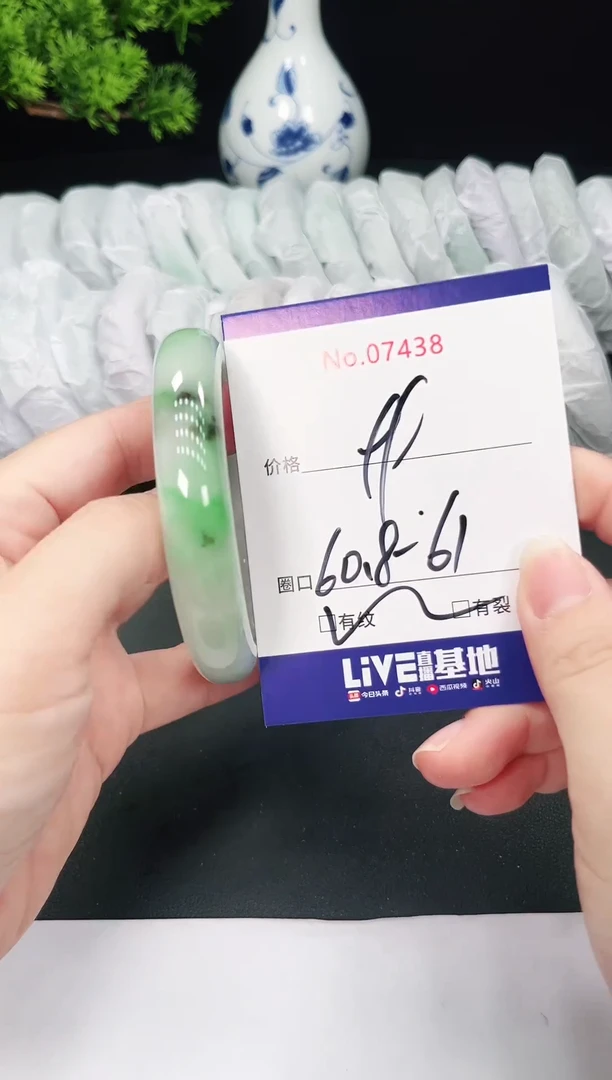 No.07438
价格
圈口 60.8-61
□有纹 □有裂
LiVE直播基地
今日头条 抖音 西瓜视频 火山